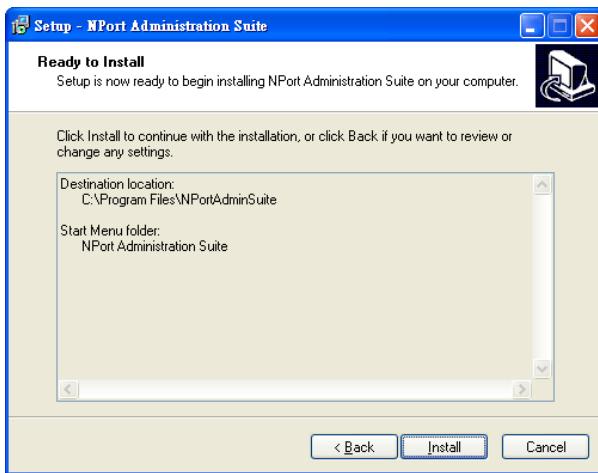 Setup - NPort Administration Suite
Ready to Install
Setup is now ready to begin installing NPort Administration Suite on your computer.
Click Install to continue with the installation, or click Back if you want to review or
change any settings.
Destination location:
C:\Program Files\NPortAdminSuite
Start Menu folder:
NPort Administration Suite
< Back
Install
Cancel